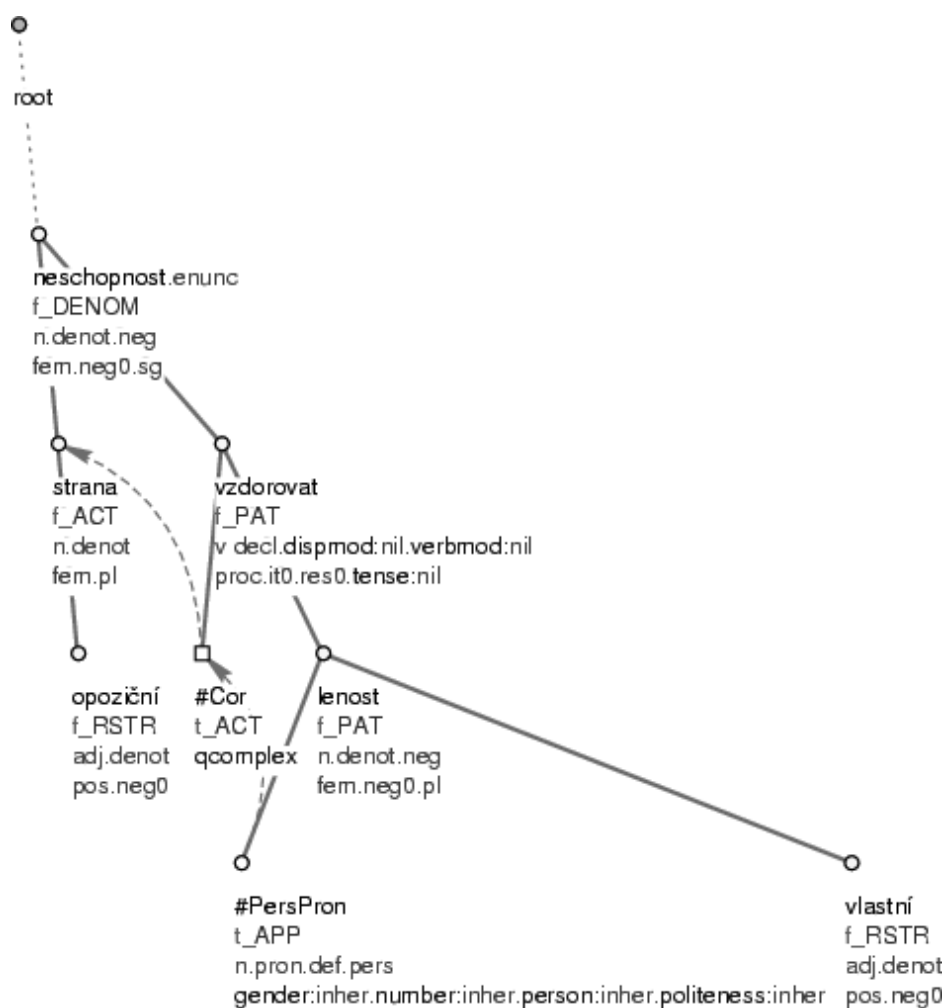 root
neschopnost.enunc
f_DENOM
n.denot.neg
fem.neg0.sg
strana
f_ACT
n.denot
fem.pl
vzdorovat
f_PAT
v decl.dispmod:nil.verbmod:nil
proc.it0.res0.tense:nil
opoziční
f_RSTR
adj.denot
pos.neg0
#Cor
t_ACT
qcomplex
lenost
f_PAT
n.denot.neg
fem.neg0.pl
#PersPron
t_APP
n.pron.def.pers
gender:inher.number:inher.person:inher.politeness:inher
vlastní
f_RSTR
adj.denot
pos.neg0